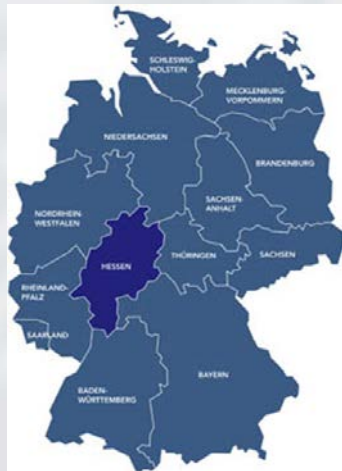 SCHLESWIG-
HOLSTEIN
MECKLENBURG-
VORPOMMERN
NIEDERSACHSEN
BRANDENBURG
SACHSEN-
ANHALT
NORDRHEIN-
WESTFALEN
HESSEN
THÜRINGEN
SACHSEN
RHEINLAND-
PFALZ
SAARLAND
BADEN-
WÜRTTEMBERG
BAYERN